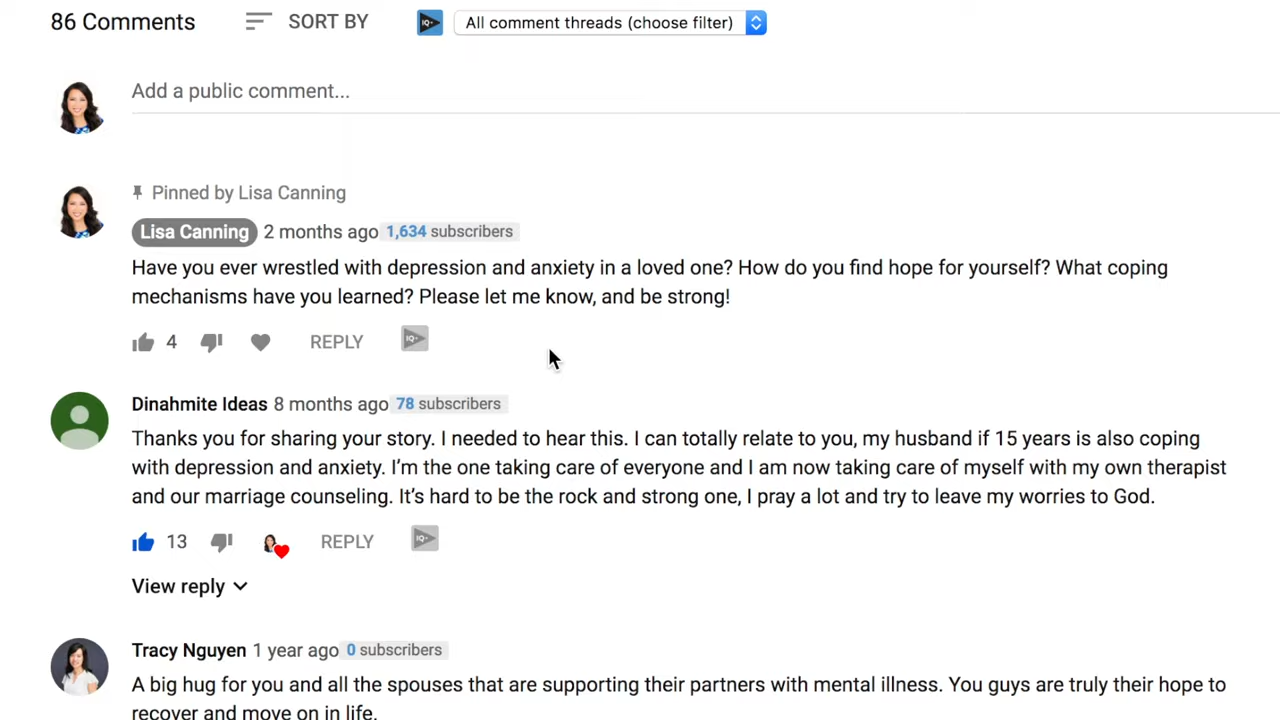 86 Comments SORT BY IQ+ All comment threads (choose filter)
Add a public comment...
Pinned by Lisa Canning
Lisa Canning 2 months ago 1,634 subscribers
Have you ever wrestled with depression and anxiety in a loved one? How do you find hope for yourself? What coping
mechanisms have you learned? Please let me know, and be strong!
4 REPLY IQ+
Dinahmite Ideas 8 months ago 78 subscribers
Thanks you for sharing your story. I needed to hear this. I can totally relate to you, my husband if 15 years is also coping
with depression and anxiety. I'm the one taking care of everyone and I am now taking care of myself with my own therapist
and our marriage counseling. It's hard to be the rock and strong one, I pray a lot and try to leave my worries to God.
13 REPLY IQ+
View reply
Tracy Nguyen 1 year ago 0 subscribers
A big hug for you and all the spouses that are supporting their partners with mental illness. You guys are truly their hope to
recover and move on in life.